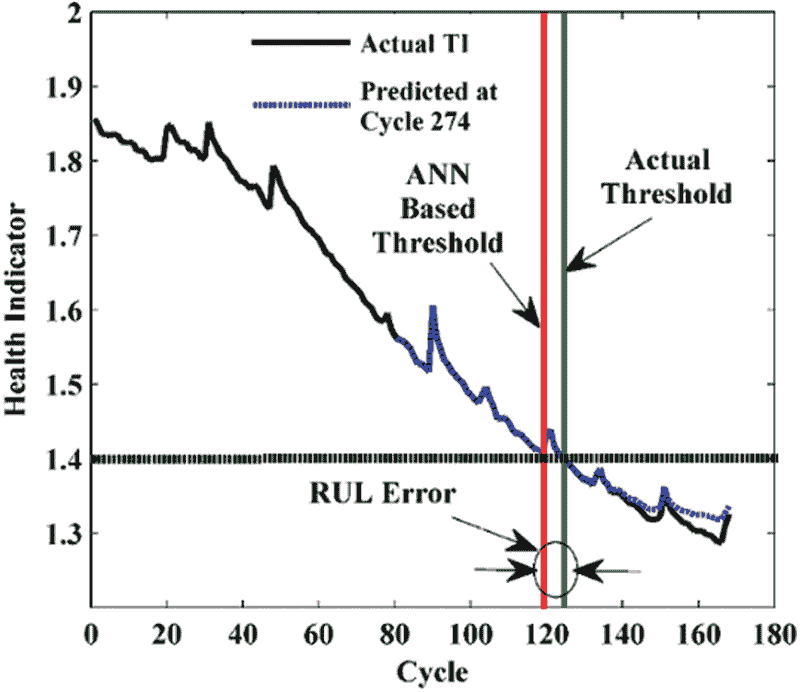 2
1.9
1.8
1.7
1.6
1.5
1.4
1.3
Health Indicator
Actual TI
Predicted at
Cycle 274
ANN
Based
Threshold
Actual
Threshold
RUL Error
0
20
40
60
80
100
120
140
160
180
Cycle